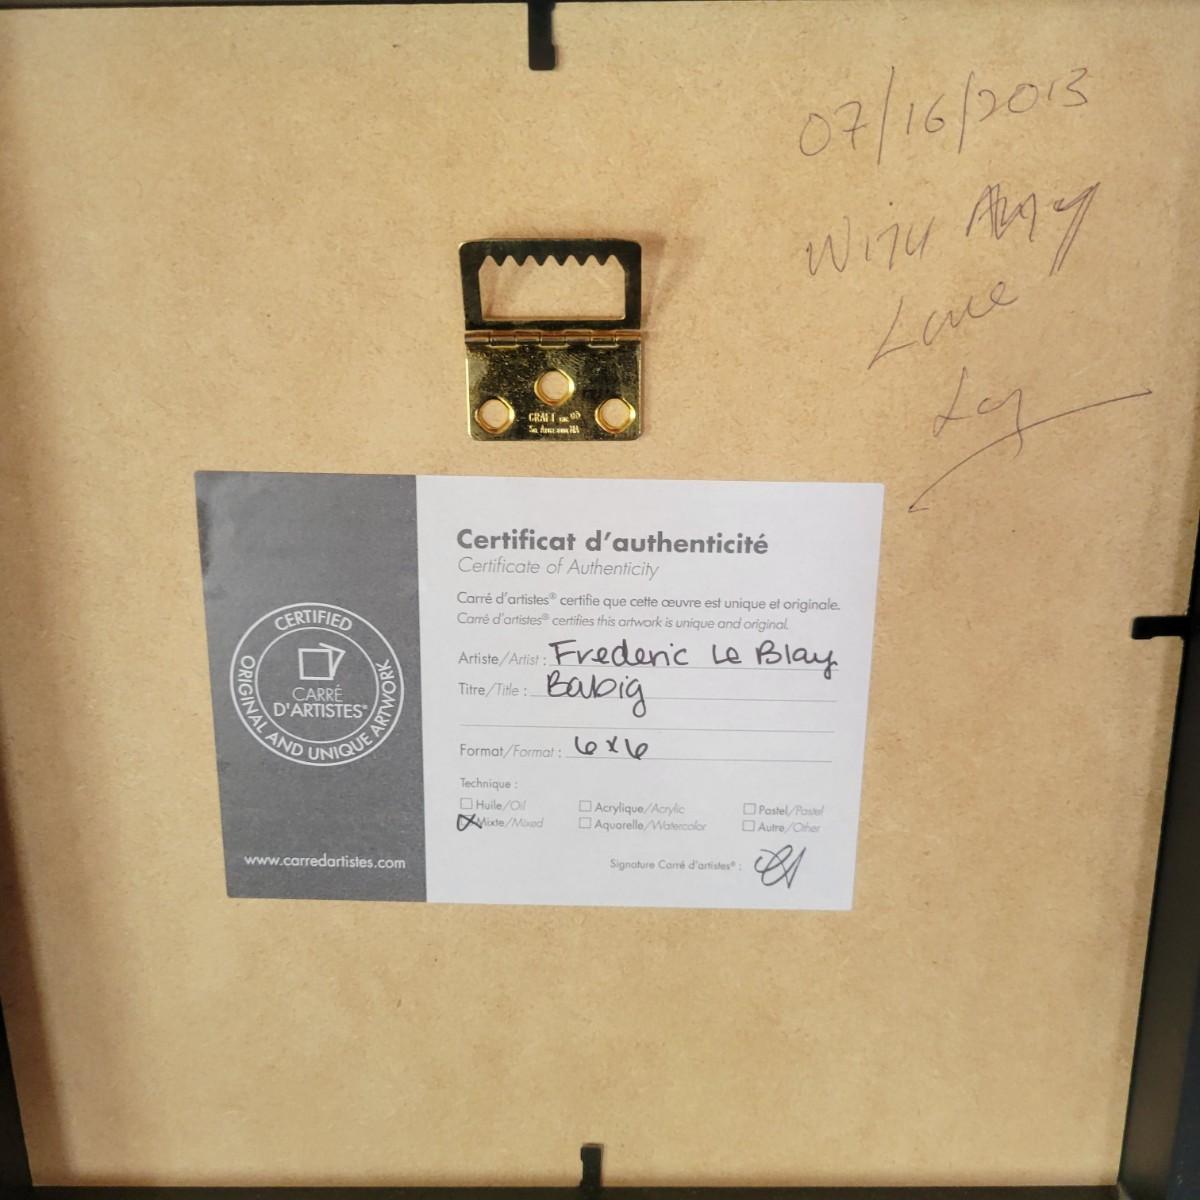 07/16/2013
WITH
Love
Certificat d'authenticité
Certificate of Authenticity
Carré d'artistes® certifie que cette œuvre est unique et originale.
Carré d'artistes® certifies this artwork is unique and original.
Artiste/Artist : Frederic Le Blay
Titre/Title : Babig
Format/Format : 6x6
Technique :
Huile/Oil Acrylique/Acrylic Pastel/Pastel
Mixte/Mixed Aquarelle/Watercolor Autre/Other
Signature Carré d'artistes® :
CERTIFIED
ORIGINAL AND UNIQUE ARTWORK
CARRÉ
D'ARTISTES®
www.carredartistes.com